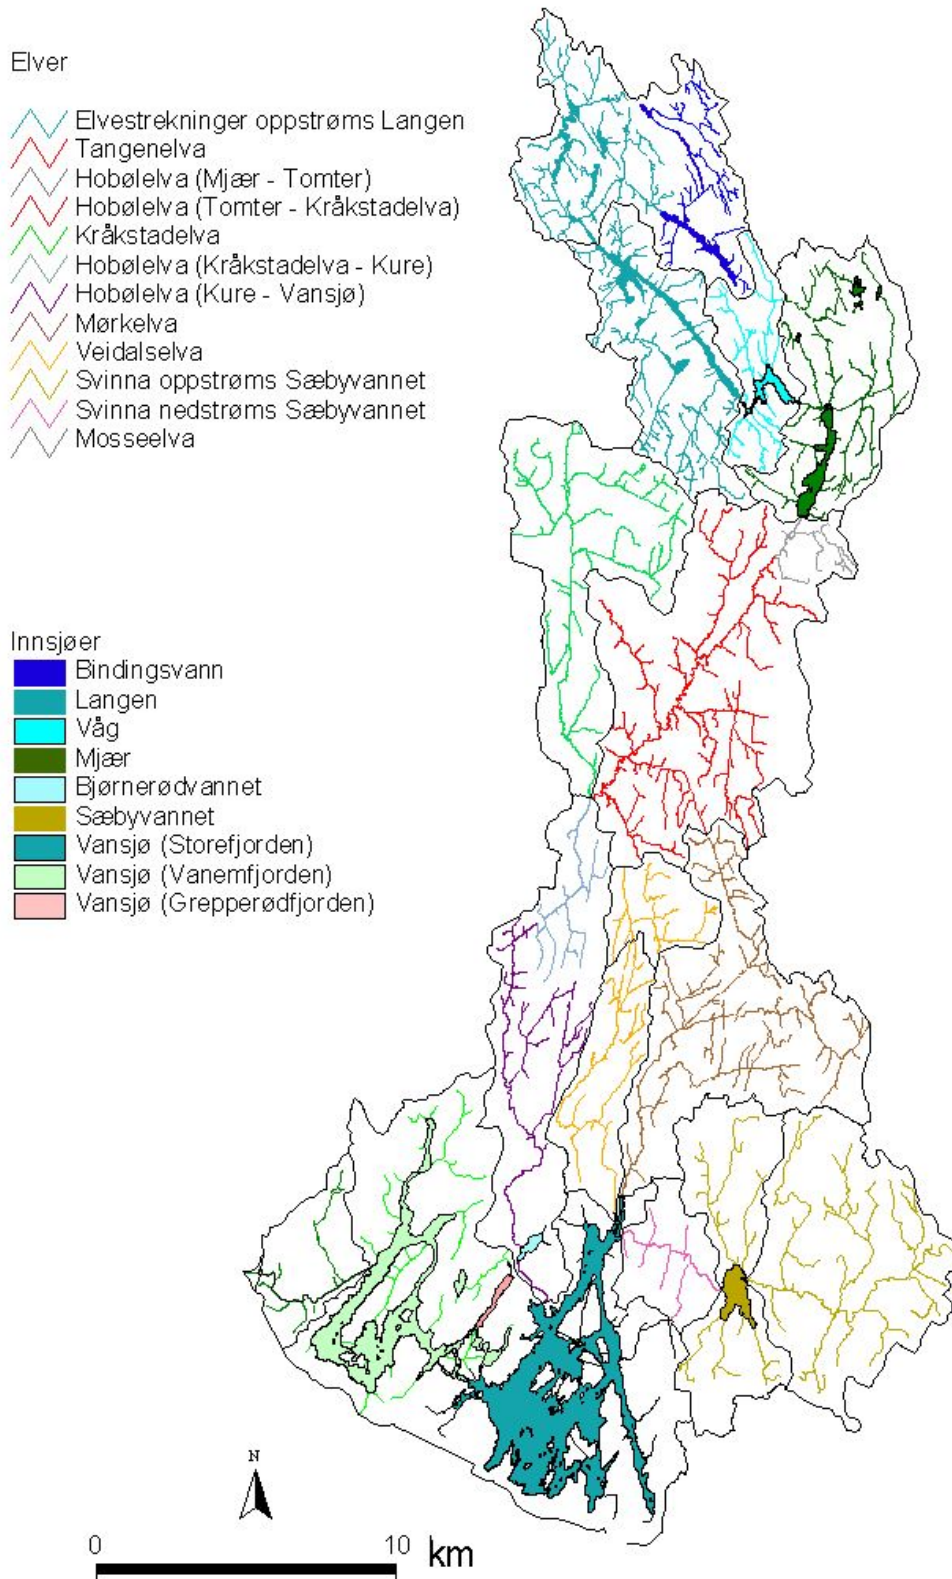 Elver
Elvestrekninger oppstrøms Langen
Tangenelva
Hobølelva (Mjær - Tomter)
Hobølelva (Tomter - Kråkstadelva)
Kråkstadelva
Hobølelva (Kråkstadelva - Kure)
Hobølelva (Kure - Vansjø)
Mørkelva
Veidalselva
Svinna oppstrøms Sæbyvannet
Svinna nedstrøms Sæbyvannet
Mosseelva
Innsjøer
Bindingsvann
Langen
Våg
Mjær
Bjørnerødvannet
Sæbyvannet
Vansjø (Storefjorden)
Vansjø (Vanemfjorden)
Vansjø (Grepperødfjorden)
N
0 10 km